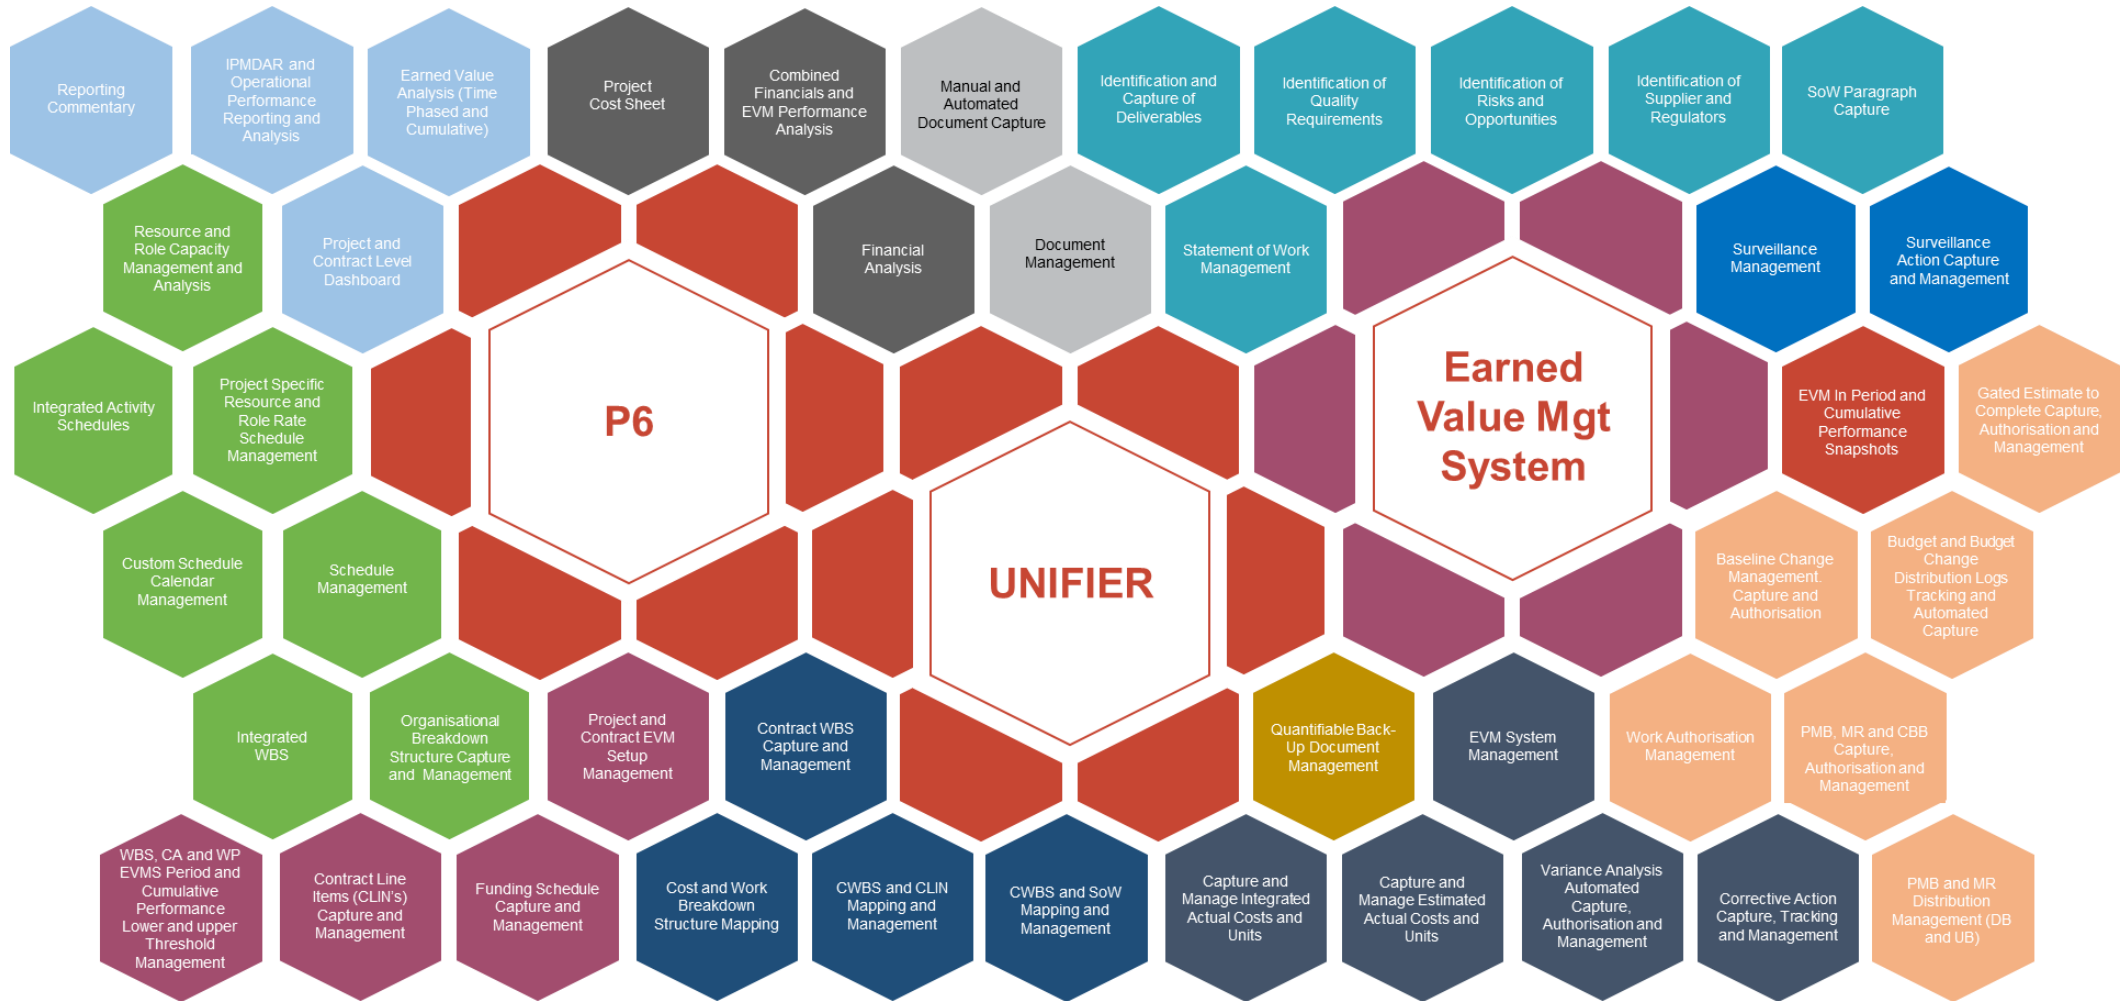 Reporting
Commentary
IPMDAR and
Operational
Performance
Reporting and
Analysis
Earned Value
Analysis (Time
Phased and
Cumulative)
Project
Cost Sheet
Combined
Financials and
EVM Performance
Analysis
Manual and
Automated
Document Capture
Identification and
Capture of
Deliverables
Identification of
Quality
Requirements
Identification of
Risks and
Opportunities
Identification of
Supplier and
Regulators
SoW Paragraph
Capture
Resource and
Role Capacity
Management and
Analysis
Project and
Contract Level
Dashboard
Financial
Analysis
Document
Management
Statement of Work
Management
Surveillance
Management
Surveillance
Action Capture
and Management
Integrated Activity
Schedules
Project Specific
Resource and
Role Rate
Schedule
Management
P6
Earned
Value Mgt
System
EVM In Period and
Cumulative
Performance
Snapshots
Gated Estimate to
Complete Capture,
Authorisation and
Management
Custom Schedule
Calendar
Management
Schedule
Management
UNIFIER
Baseline Change
Management.
Capture and
Authorisation
Budget and Budget
Change
Distribution Logs
Tracking and
Automated
Capture
Integrated
WBS
Organisational
Breakdown
Structure Capture
and Management
Project and
Contract EVM
Setup
Management
Contract WBS
Capture and
Management
Quantifiable Back-
Up Document
Management
EVM System
Management
Work Authorisation
Management
PMB, MR and CBB
Capture,
Authorisation and
Management
WBS, CA and WP
EVMS Period and
Cumulative
Performance
Lower and upper
Threshold
Management
Contract Line
Items (CLIN's)
Capture and
Management
Funding Schedule
Capture and
Management
Cost and Work
Breakdown
Structure Mapping
CWBS and CLIN
Mapping and
Management
CWBS and SoW
Mapping and
Management
Capture and
Manage Integrated
Actual Costs and
Units
Capture and
Manage Estimated
Actual Costs and
Units
Variance Analysis
Automated
Capture,
Authorisation and
Management
Corrective Action
Capture, Tracking
and Management
PMB and MR
Distribution
Management (DB
and UB)